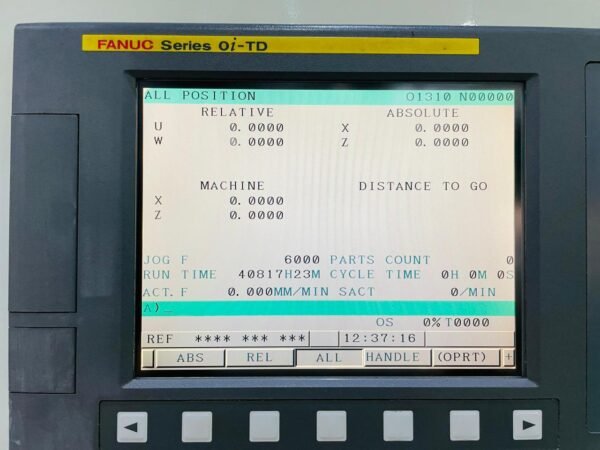 FANUC Series 0i-TD
ALL POSITION O1310 N00000
RELATIVE ABSOLUTE
U 0.0000 X 0.0000
W 0.0000 Z 0.0000
MACHINE DISTANCE TO GO
X 0.0000
Z 0.0000
JOG F 6000 PARTS COUNT 0
RUN TIME 40817H23M CYCLE TIME 0H 0M 0S
ACT.F 0.000MM/MIN SACT 0/MIN
A)_
OS 0% T0000
REF **** *** *** 12:37:16
ABS REL ALL HANDLE (OPRT) +